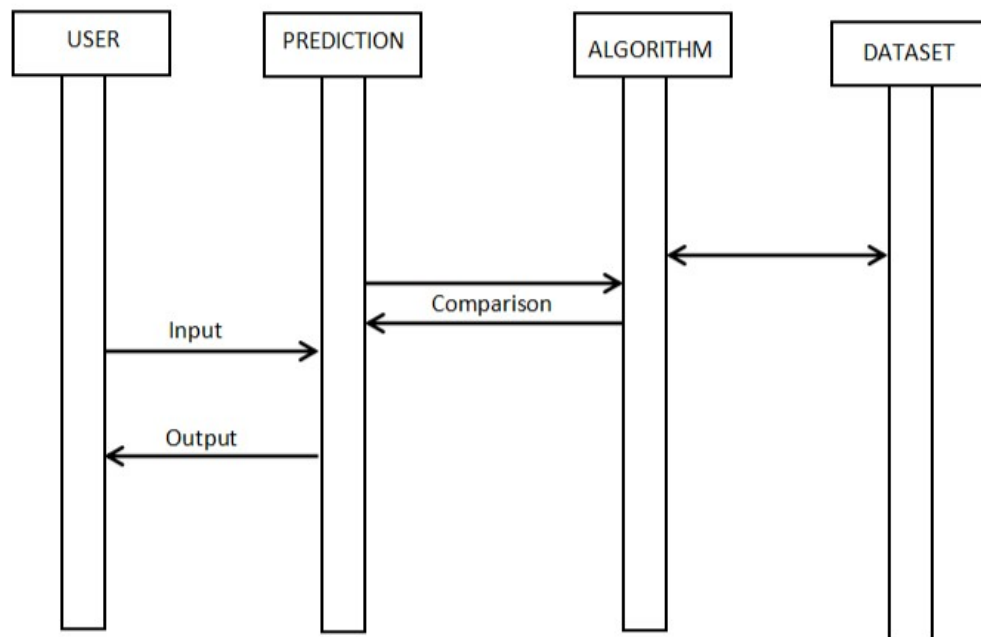 USER
PREDICTION
ALGORITHM
DATASET
Comparison
Input
Output